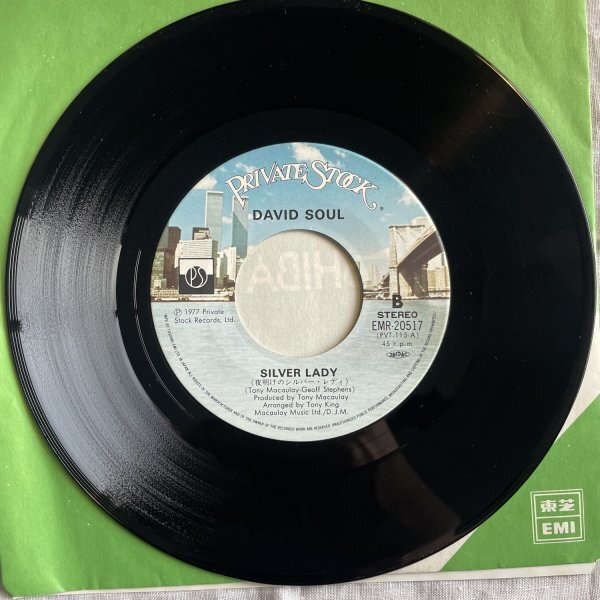 PRIVATE STOCK
DAVID SOUL
PS
B
STEREO
EMR-20517
(PVT-115-A)
45 r.p.m.
Ⓟ 1977 Private
Stock Records, Ltd.
SILVER LADY
(夜明けのシルバー・レディ)
(Tony Macaulay-Geoff Stephens)
Produced by Tony Macaulay
Arranged by Tony King
Macaulay Music Ltd./D.J.M.
東芝
EMI